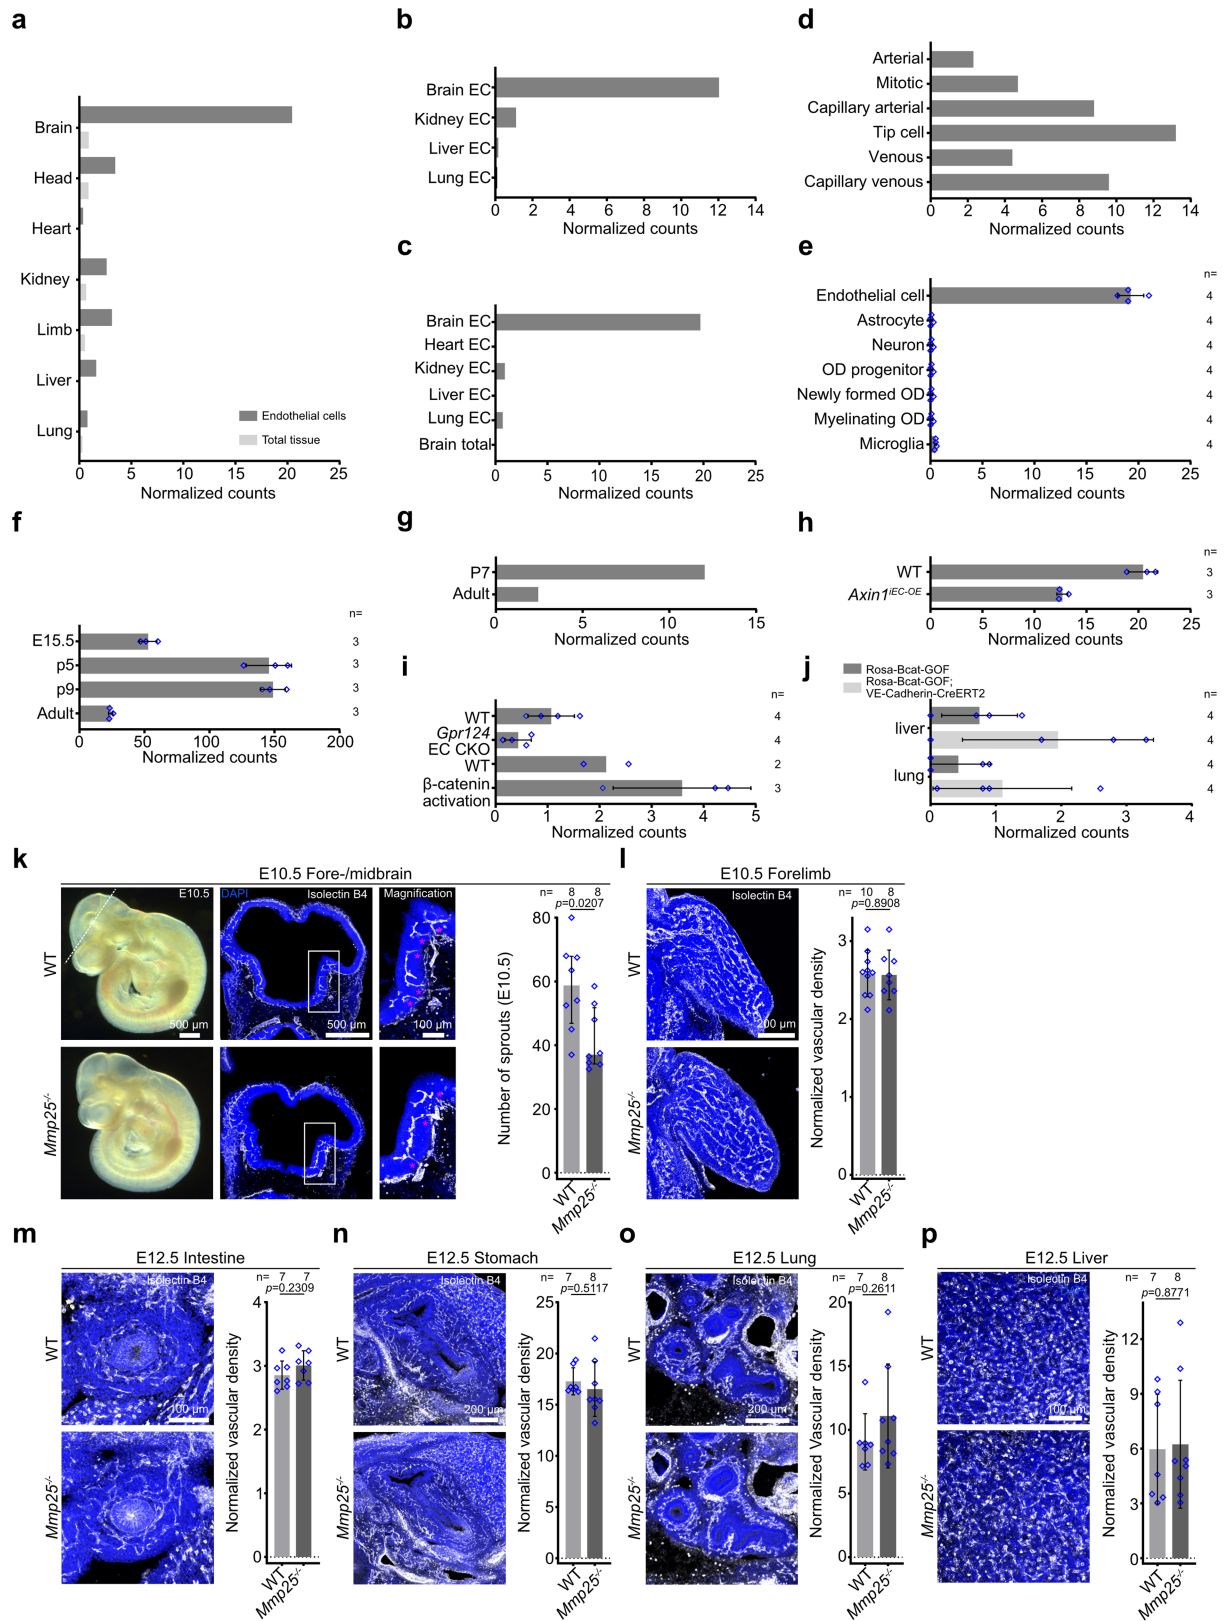 a
Brain
Head
Heart
Kidney
Limb
Liver
Lung
Endothelial cells
Total tissue
0 5 10 15 20 25
Normalized counts
b
Brain EC
Kidney EC
Liver EC
Lung EC
0 2 4 6 8 10 12 14
Normalized counts
c
Brain EC
Heart EC
Kidney EC
Liver EC
Lung EC
Brain total
0 5 10 15 20 25
Normalized counts
d
Arterial
Mitotic
Capillary arterial
Tip cell
Venous
Capillary venous
0 2 4 6 8 10 12 14
Normalized counts
e
n=
Endothelial cell 4
Astrocyte 4
Neuron 4
OD progenitor 4
Newly formed OD 4
Myelinating OD 4
Microglia 4
0 5 10 15 20 25
Normalized counts
f
n=
E15.5 3
p5 3
p9 3
Adult 3
0 50 100 150 200
Normalized counts
g
P7
Adult
0 5 10 15
Normalized counts
h
n=
WT 3
Axin1iEC-OE 3
0 5 10 15 20 25
Normalized counts
i
n=
WT 4
Gpr124
EC CKO 4
WT 2
β-catenin
activation 3
0 1 2 3 4 5
Normalized counts
j
Rosa-Bcat-GOF
Rosa-Bcat-GOF;
VE-Cadherin-CreERT2
n=
liver
4
4
lung
4
4
0 1 2 3 4
Normalized counts
k
E10.5 Fore-/midbrain
WT
E10.5
500 µm
DAPI
Isolectin B4
500 µm
Magnification
100 µm
Mmp25-/-
n= 8 8
p=0.0207
Number of sprouts (E10.5)
80
60
40
20
0
WT
Mmp25-/-
l
E10.5 Forelimb
WT
Isolectin B4
200 µm
Mmp25-/-
n= 10 8
p=0.8908
Normalized vascular density
3
2
1
0
WT
Mmp25-/-
m
E12.5 Intestine
WT
Isolectin B4
100 µm
Mmp25-/-
n= 7 7
p=0.2309
Normalized vascular density
4
3
2
1
0
WT
Mmp25-/-
n
E12.5 Stomach
WT
Isolectin B4
200 µm
Mmp25-/-
n= 7 8
p=0.5117
Normalized vascular density
25
20
15
10
5
0
WT
Mmp25-/-
o
E12.5 Lung
WT
Isolectin B4
200 µm
Mmp25-/-
n= 7 8
p=0.2611
Normalized Vascular density
20
15
10
5
0
WT
Mmp25-/-
p
E12.5 Liver
WT
Isolectin B4
100 µm
Mmp25-/-
n= 7 8
p=0.8771
Normalized vascular density
12
9
6
3
0
WT
Mmp25-/-